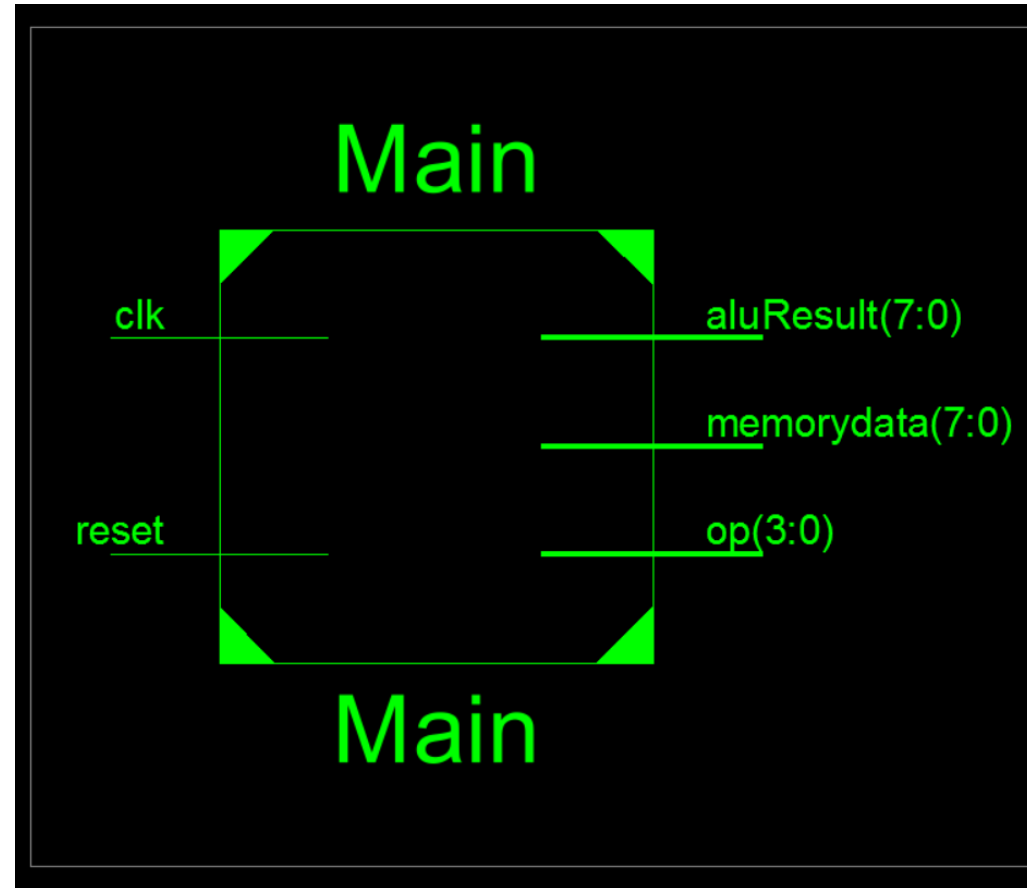 Main
clk
aluResult(7:0)
memorydata(7:0)
reset
op(3:0)
Main